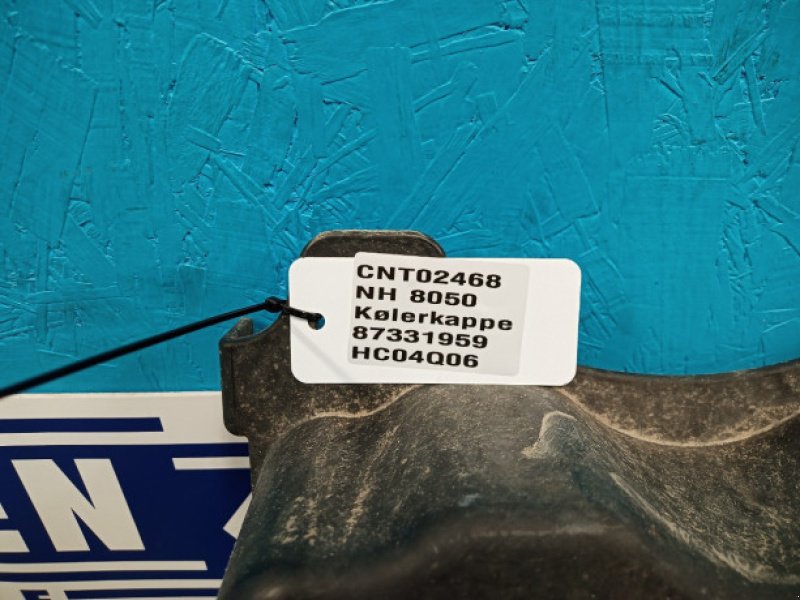 CNT02468
NH 8050
Kølerkappe
87331959
HC04Q06
EN